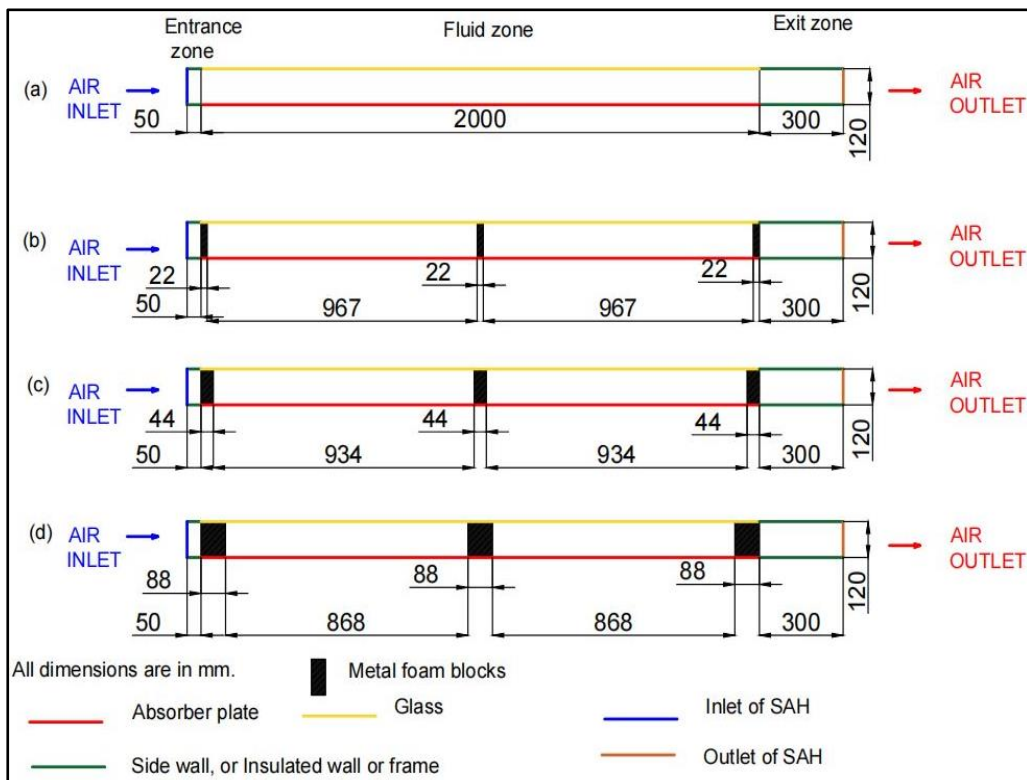 Entrance
zone
Fluid zone
Exit zone
(a)
AIR
INLET
50
2000
300
120
AIR
OUTLET
(b)
AIR
INLET
22
22
22
50
967
967
300
120
AIR
OUTLET
(c)
AIR
INLET
44
44
44
50
934
934
300
120
AIR
OUTLET
(d)
AIR
INLET
88
88
88
50
868
868
300
120
AIR
OUTLET
All dimensions are in mm.
Metal foam blocks
Absorber plate
Glass
Inlet of SAH
Side wall, or Insulated wall or frame
Outlet of SAH